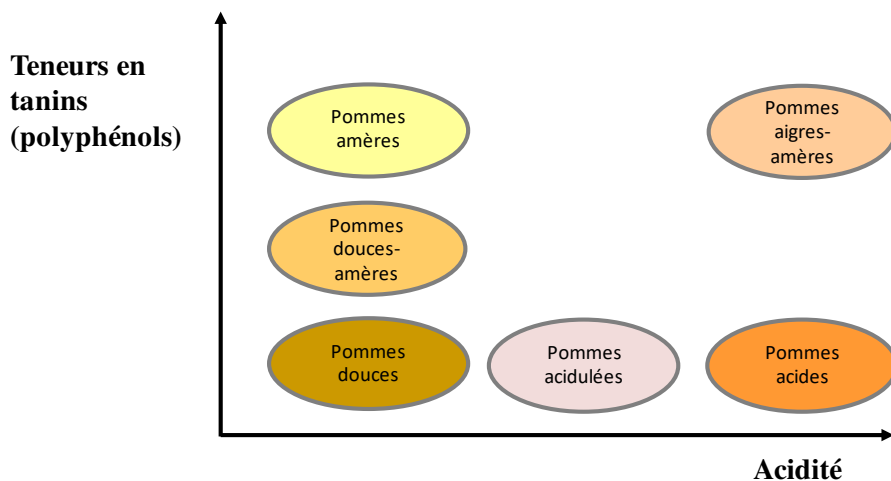 Teneurs en
tanins
(polyphénols)
Pommes
amères
Pommes
aigres-
amères
Pommes
douces-
amères
Pommes
douces
Pommes
acidulées
Pommes
acides
Acidité